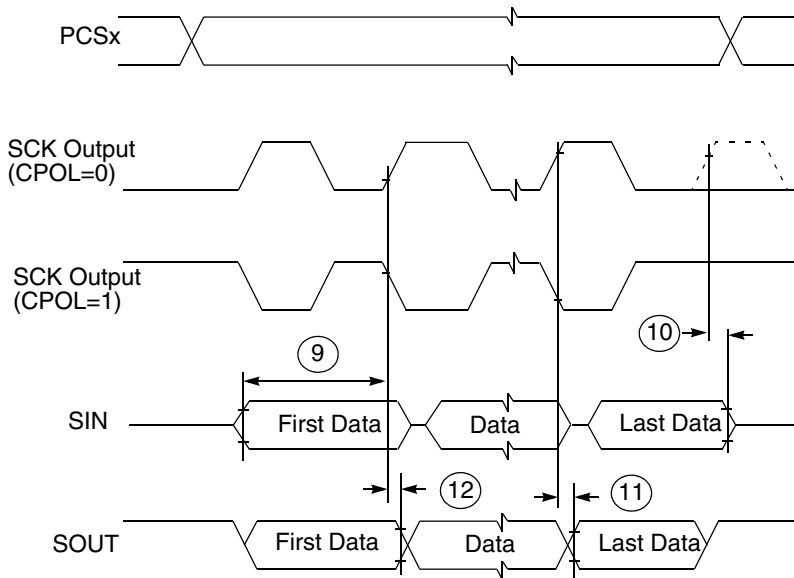 PCSx
SCK Output
(CPOL=0)
SCK Output
(CPOL=1)
10
9
SIN
First Data
Data
Last Data
12
11
SOUT
First Data
Data
Last Data